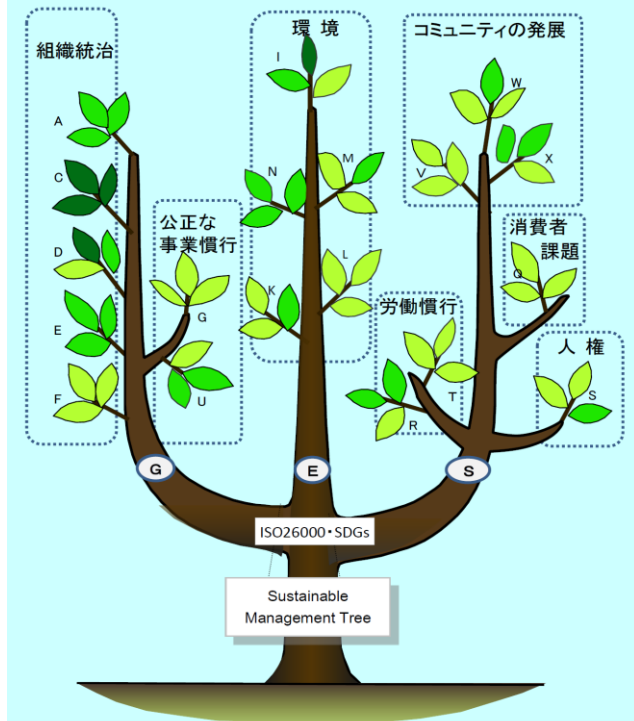 組織統治
A
C
D
E
F
公正な
事業慣行
G
U
環 境
I
N
M
K
L
コミュニティの発展
W
V
X
消費者
課題
Q
労働慣行
T
R
人 権
S
G
E
S
ISO26000・SDGs
Sustainable
Management Tree